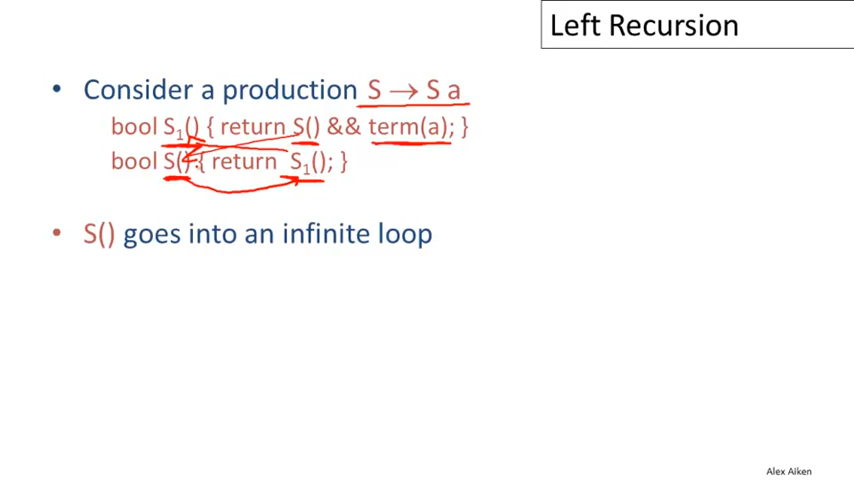 Left Recursion
• Consider a production S → S a
bool S₁() { return S() && term(a); }
bool S() { return S₁(); }
• S() goes into an infinite loop
Alex Aiken